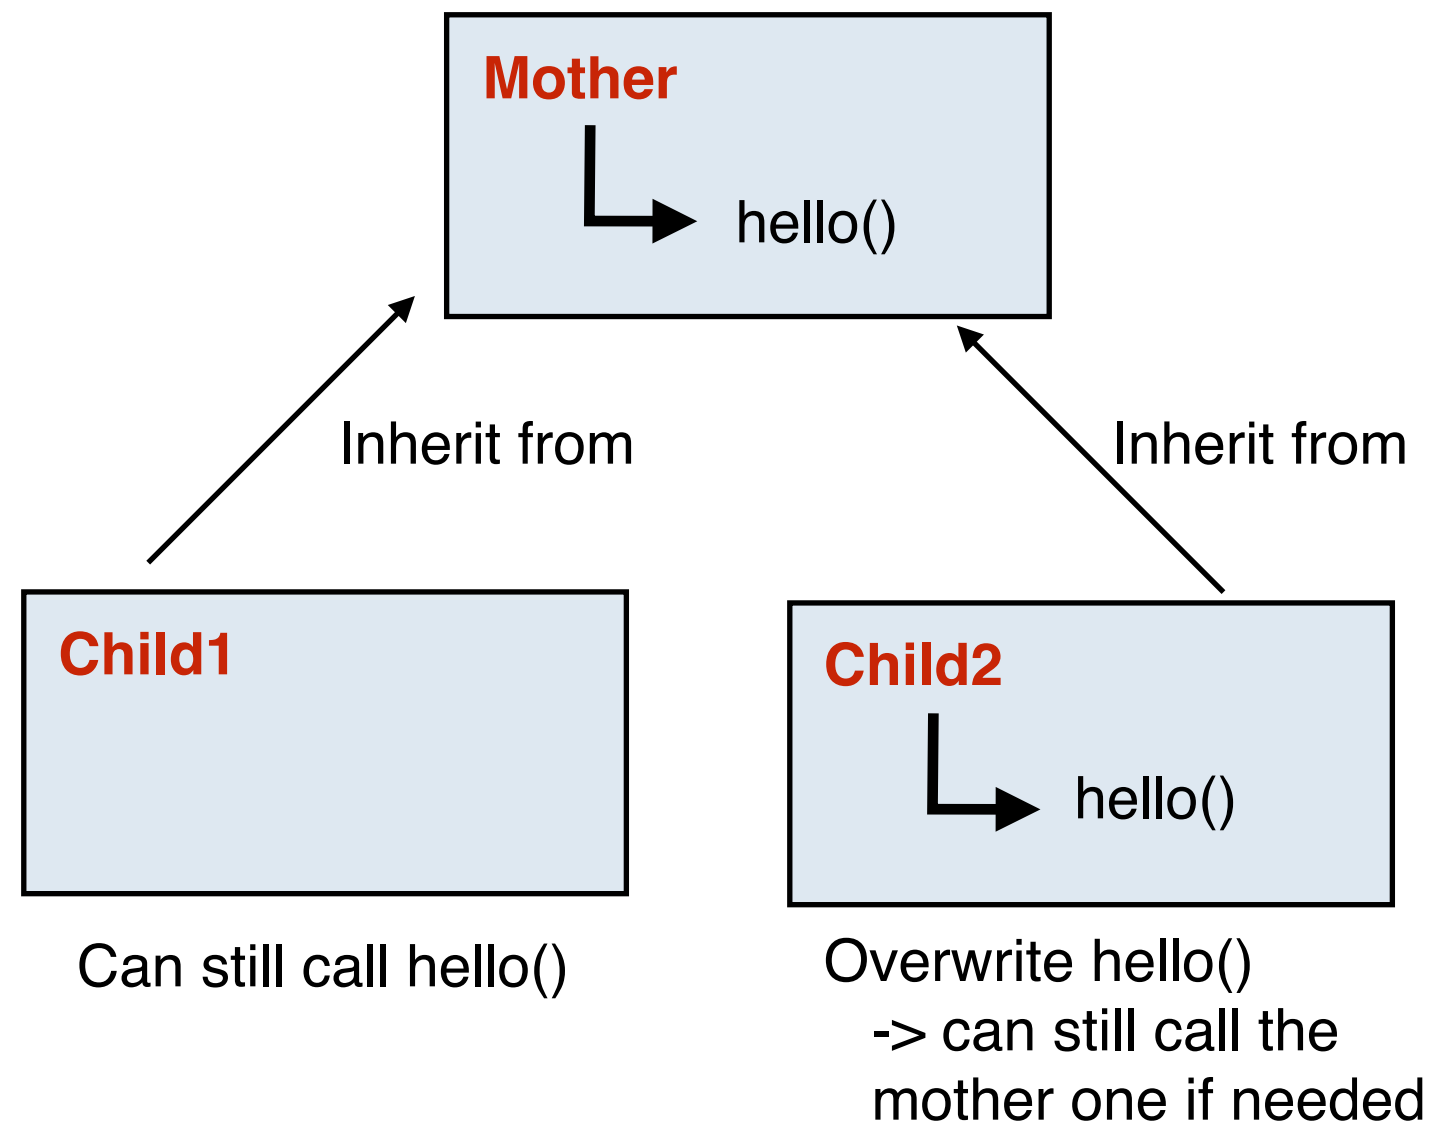 Mother
hello()
Inherit from
Inherit from
Child1
Can still call hello()
Child2
hello()
Overwrite hello()
-> can still call the
mother one if needed